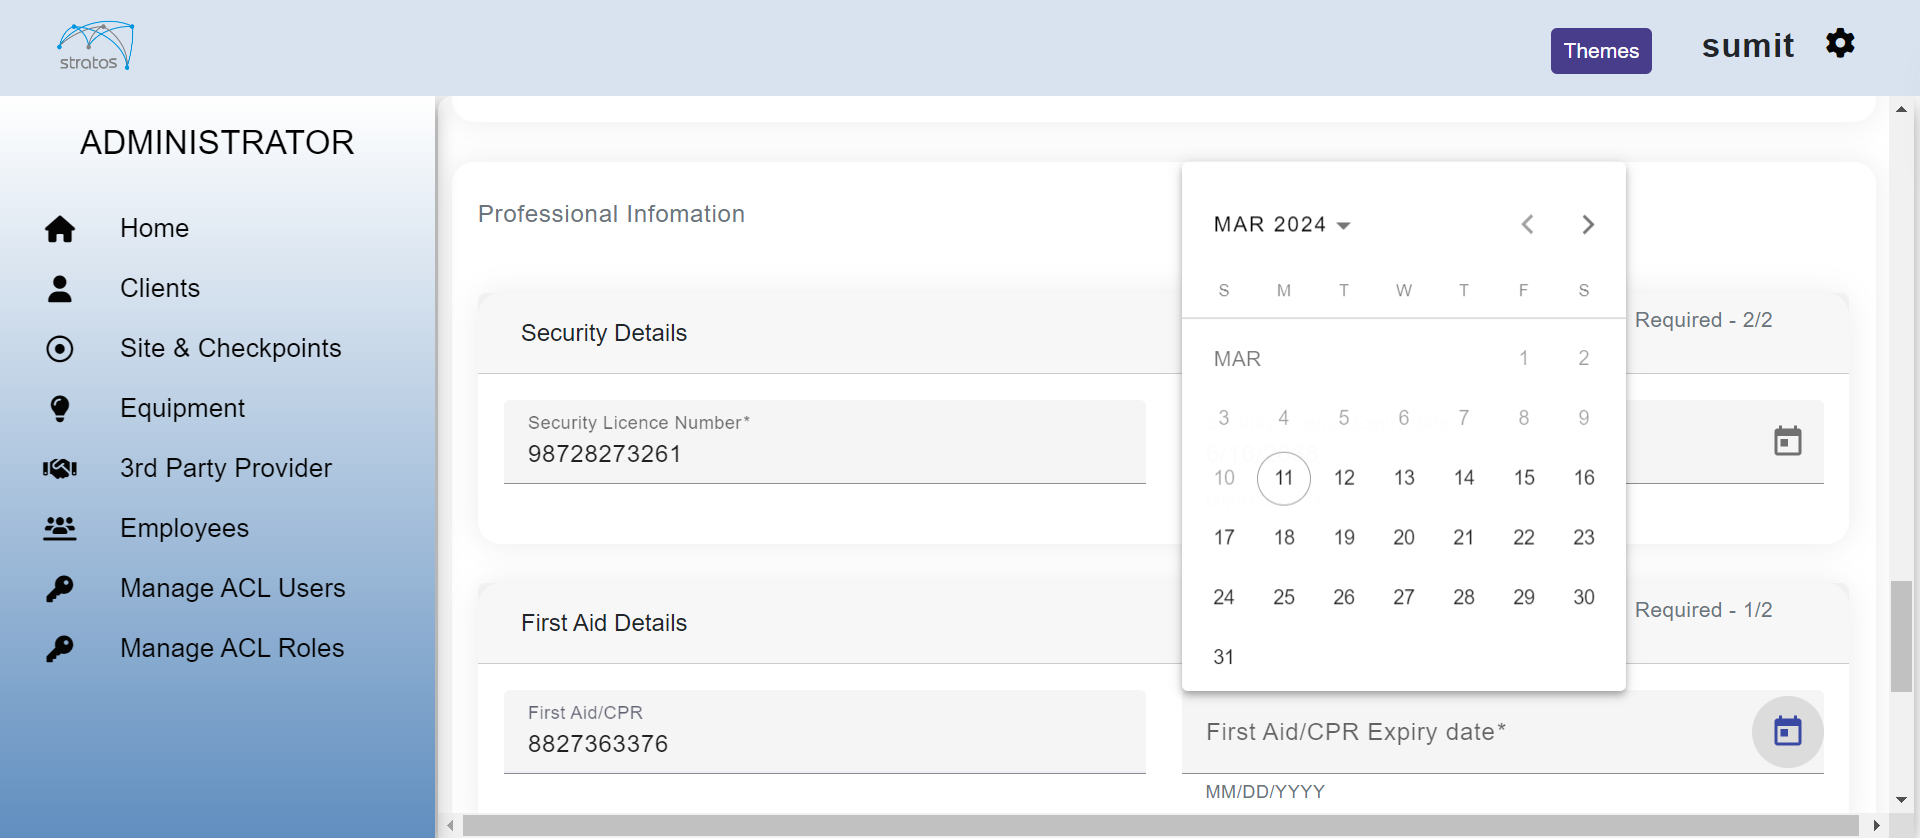 stratos
Themes
sumit
ADMINISTRATOR
Home
Clients
Site & Checkpoints
Equipment
3rd Party Provider
Employees
Manage ACL Users
Manage ACL Roles
Professional Infomation
Security Details
Required - 2/2
Security Licence Number*
98728273261
First Aid Details
Required - 1/2
First Aid/CPR
8827363376
First Aid/CPR Expiry date*
MM/DD/YYYY
MAR 2024
S M T W T F S
MAR 1 2
3 4 5 6 7 8 9
10 11 12 13 14 15 16
17 18 19 20 21 22 23
24 25 26 27 28 29 30
31